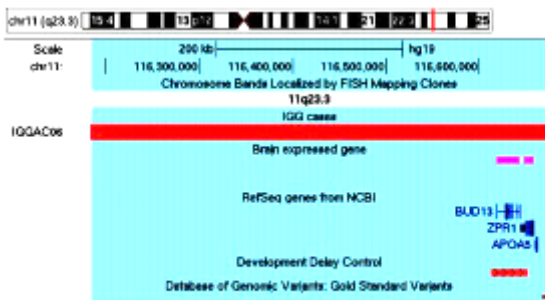 chr11 (q23.3) 15.4 13 p12 14.1 21 22.3 25
Scale 200 kb hg19
chr11: 116,300,000 116,400,000 116,500,000 116,600,000
Chromosome Bands Localized by FISH Mapping Clones
11q23.3
IGG cases
IGGAC06
Brain expressed gene
RefSeq genes from NCBI
BUD13
ZPR1
APOA5
Development Delay Control
Database of Genomic Variants: Gold Standard Variants